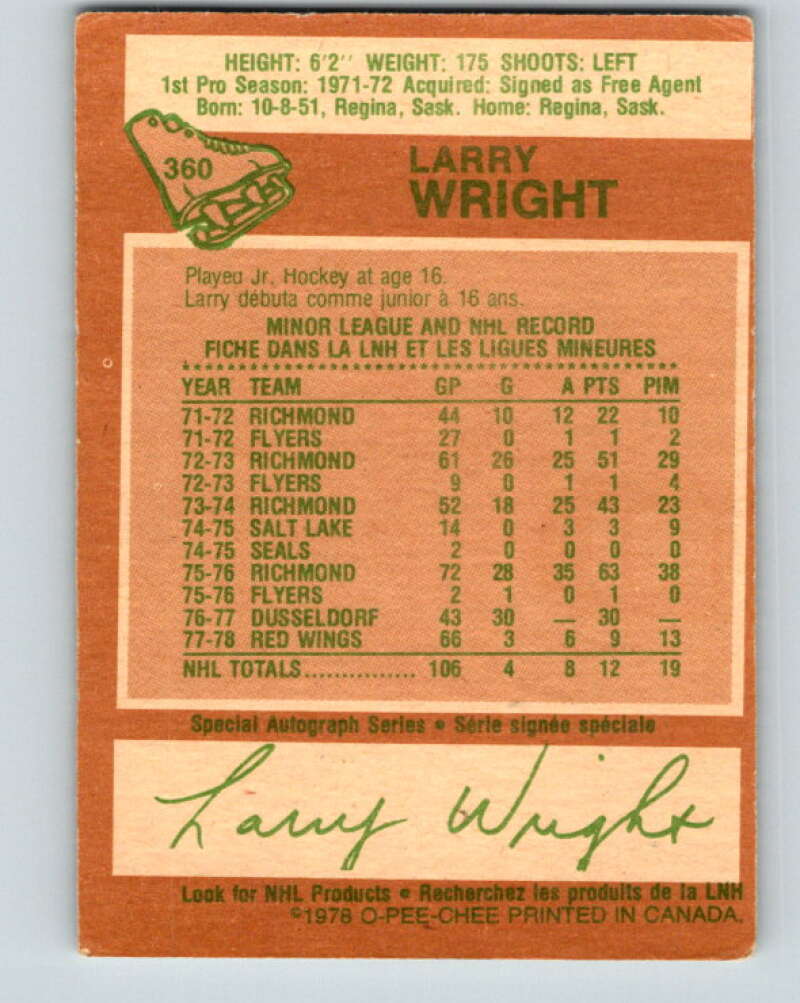 HEIGHT: 6'2'' WEIGHT: 175 SHOOTS: LEFT
1st Pro Season: 1971-72 Acquired: Signed as Free Agent
Born: 10-8-51, Regina, Sask. Home: Regina, Sask.
360
LARRY
WRIGHT
Played Jr. Hockey at age 16.
Larry débuta comme junior à 16 ans.
MINOR LEAGUE AND NHL RECORD
FICHE DANS LA LNH ET LES LIGUES MINEURES
YEAR TEAM GP G A PTS PIM
71-72 RICHMOND 44 10 12 22 10
71-72 FLYERS 27 0 1 1 2
72-73 RICHMOND 61 26 25 51 29
72-73 FLYERS 9 0 1 1 4
73-74 RICHMOND 52 18 25 43 23
74-75 SALT LAKE 14 0 3 3 9
74-75 SEALS 2 0 0 0 0
75-76 RICHMOND 72 28 35 63 38
75-76 FLYERS 2 1 0 1 0
76-77 DUSSELDORF 43 30 — 30 —
77-78 RED WINGS 66 3 6 9 13
NHL TOTALS............... 106 4 8 12 19
Special Autograph Series • Série signée spéciale
Larry Wright
Look for NHL Products • Recherchez les produits de la LNH
©1978 O-PEE-CHEE PRINTED IN CANADA.